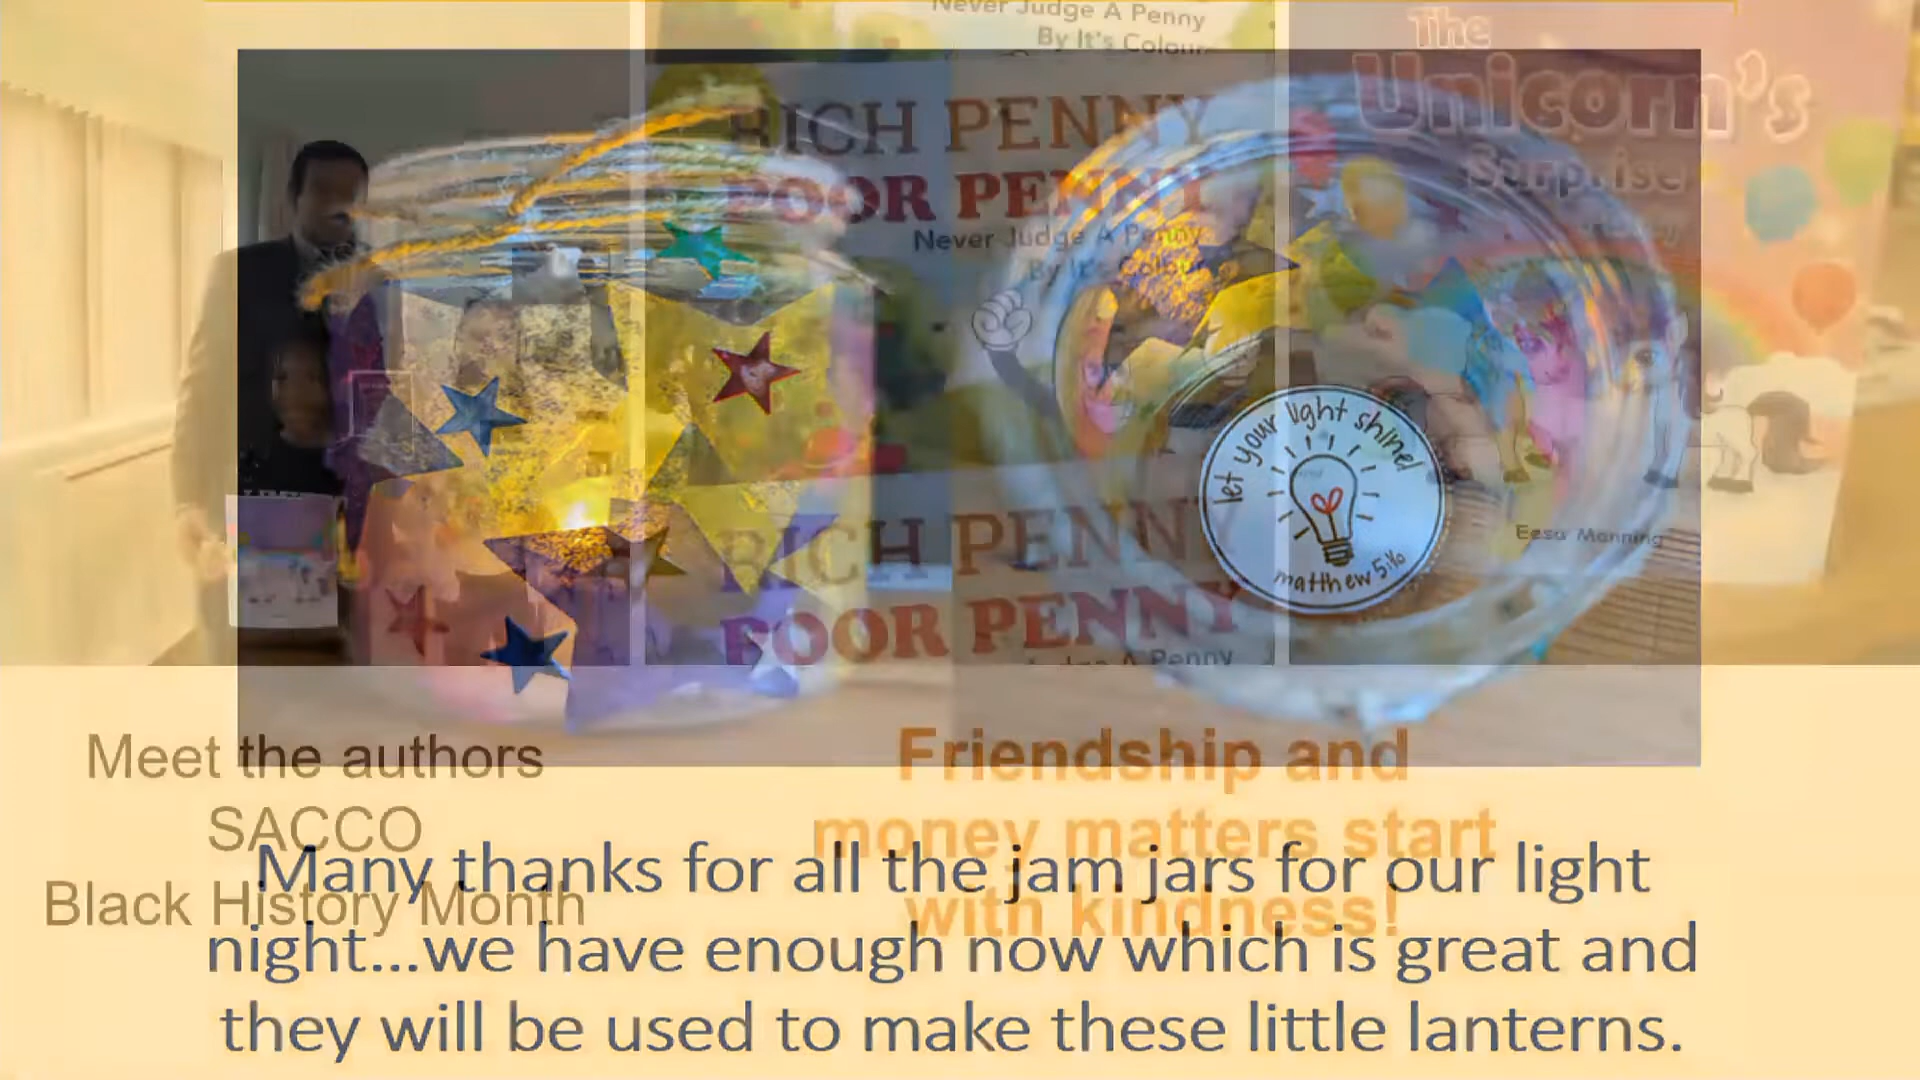 Never Judge A Penny
By It's Colour
The
Unicorn's
Surprise
RICH PENNY
POOR PENNY
Never Judge A Penny
By It's Colour
let your light shine!
matthew 5:16
Eesa Manning
RICH PENNY
POOR PENNY
Judge A Penny
Meet the authors
SACCO
Black History Month
Friendship and
money matters start
with kindness!
Many thanks for all the jam jars for our light
night...we have enough now which is great and
they will be used to make these little lanterns.